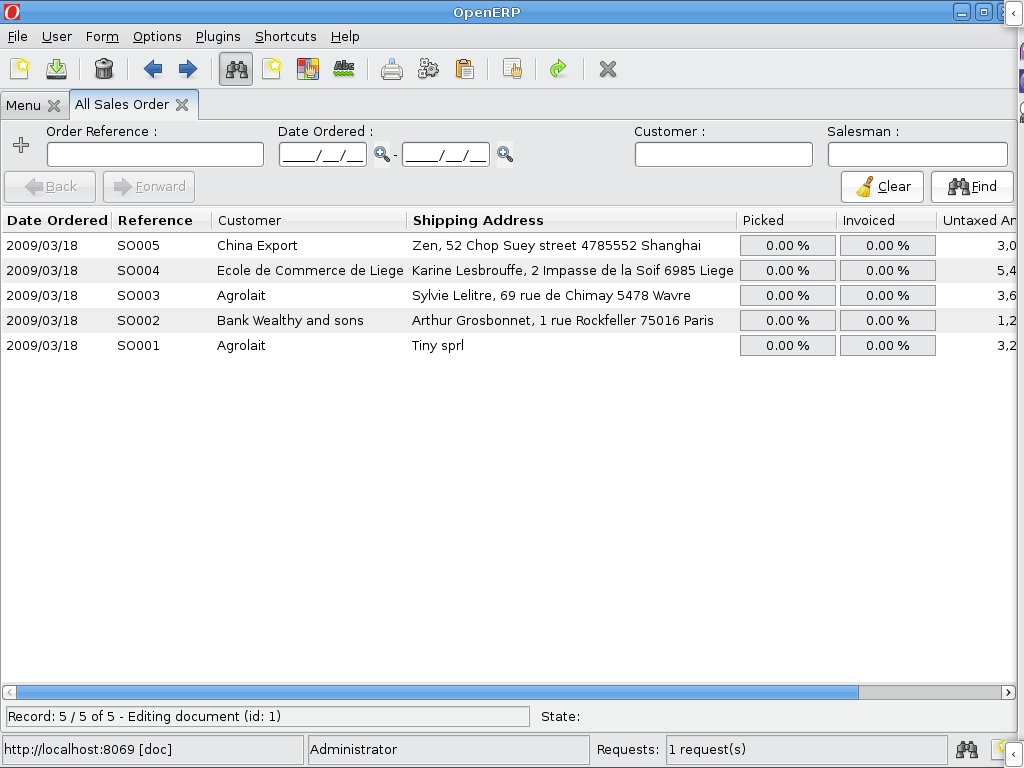 OpenERP
File User Form Options Plugins Shortcuts Help
Abc
Menu All Sales Order
Order Reference : Date Ordered : Customer : Salesman :
____/__/__ - ____/__/__
Back Forward Clear Find
Date Ordered Reference Customer Shipping Address Picked Invoiced Untaxed An
2009/03/18 SO005 China Export Zen, 52 Chop Suey street 4785552 Shanghai 0.00 % 0.00 % 3,0
2009/03/18 SO004 Ecole de Commerce de Liege Karine Lesbrouffe, 2 Impasse de la Soif 6985 Liege 0.00 % 0.00 % 5,4
2009/03/18 SO003 Agrolait Sylvie Lelitre, 69 rue de Chimay 5478 Wavre 0.00 % 0.00 % 3,6
2009/03/18 SO002 Bank Wealthy and sons Arthur Grosbonnet, 1 rue Rockfeller 75016 Paris 0.00 % 0.00 % 1,2
2009/03/18 SO001 Agrolait Tiny sprl 0.00 % 0.00 % 3,2
Record: 5 / 5 of 5 - Editing document (id: 1) State:
http://localhost:8069 [doc] Administrator Requests: 1 request(s)